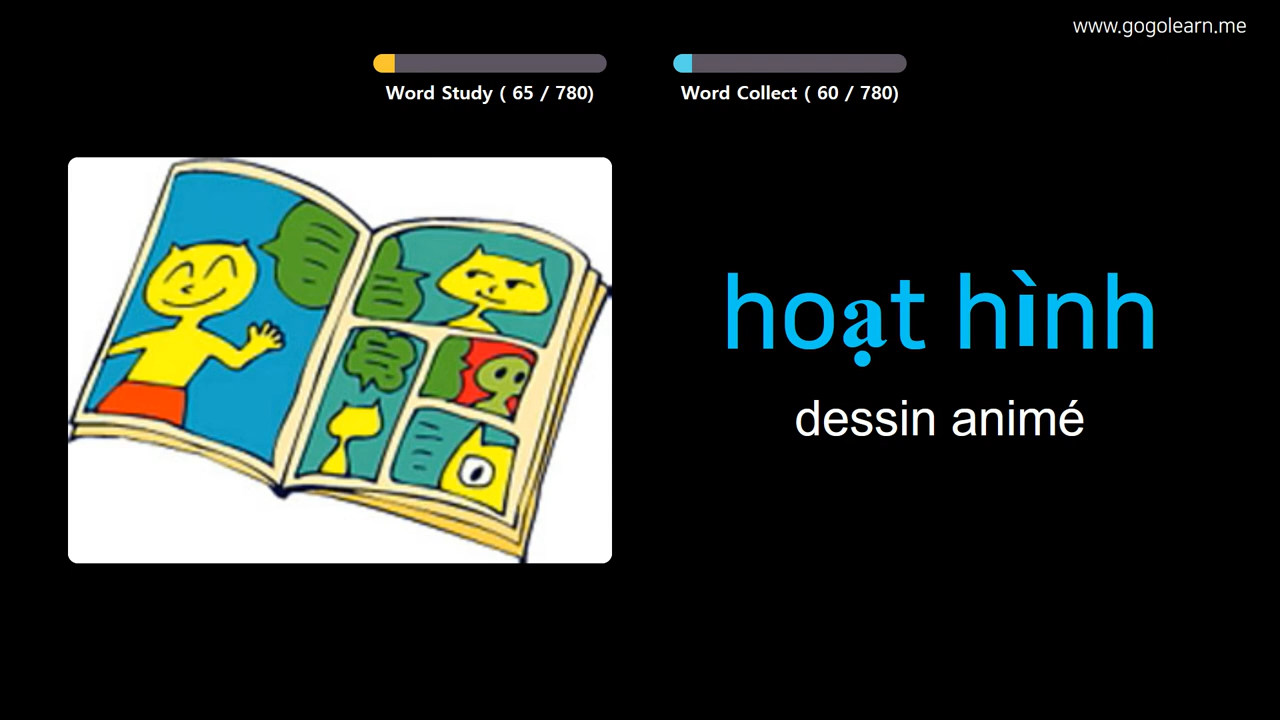 www.gogolearn.me
Word Study ( 65 / 780)
Word Collect ( 60 / 780)
hoạt hình
dessin animé